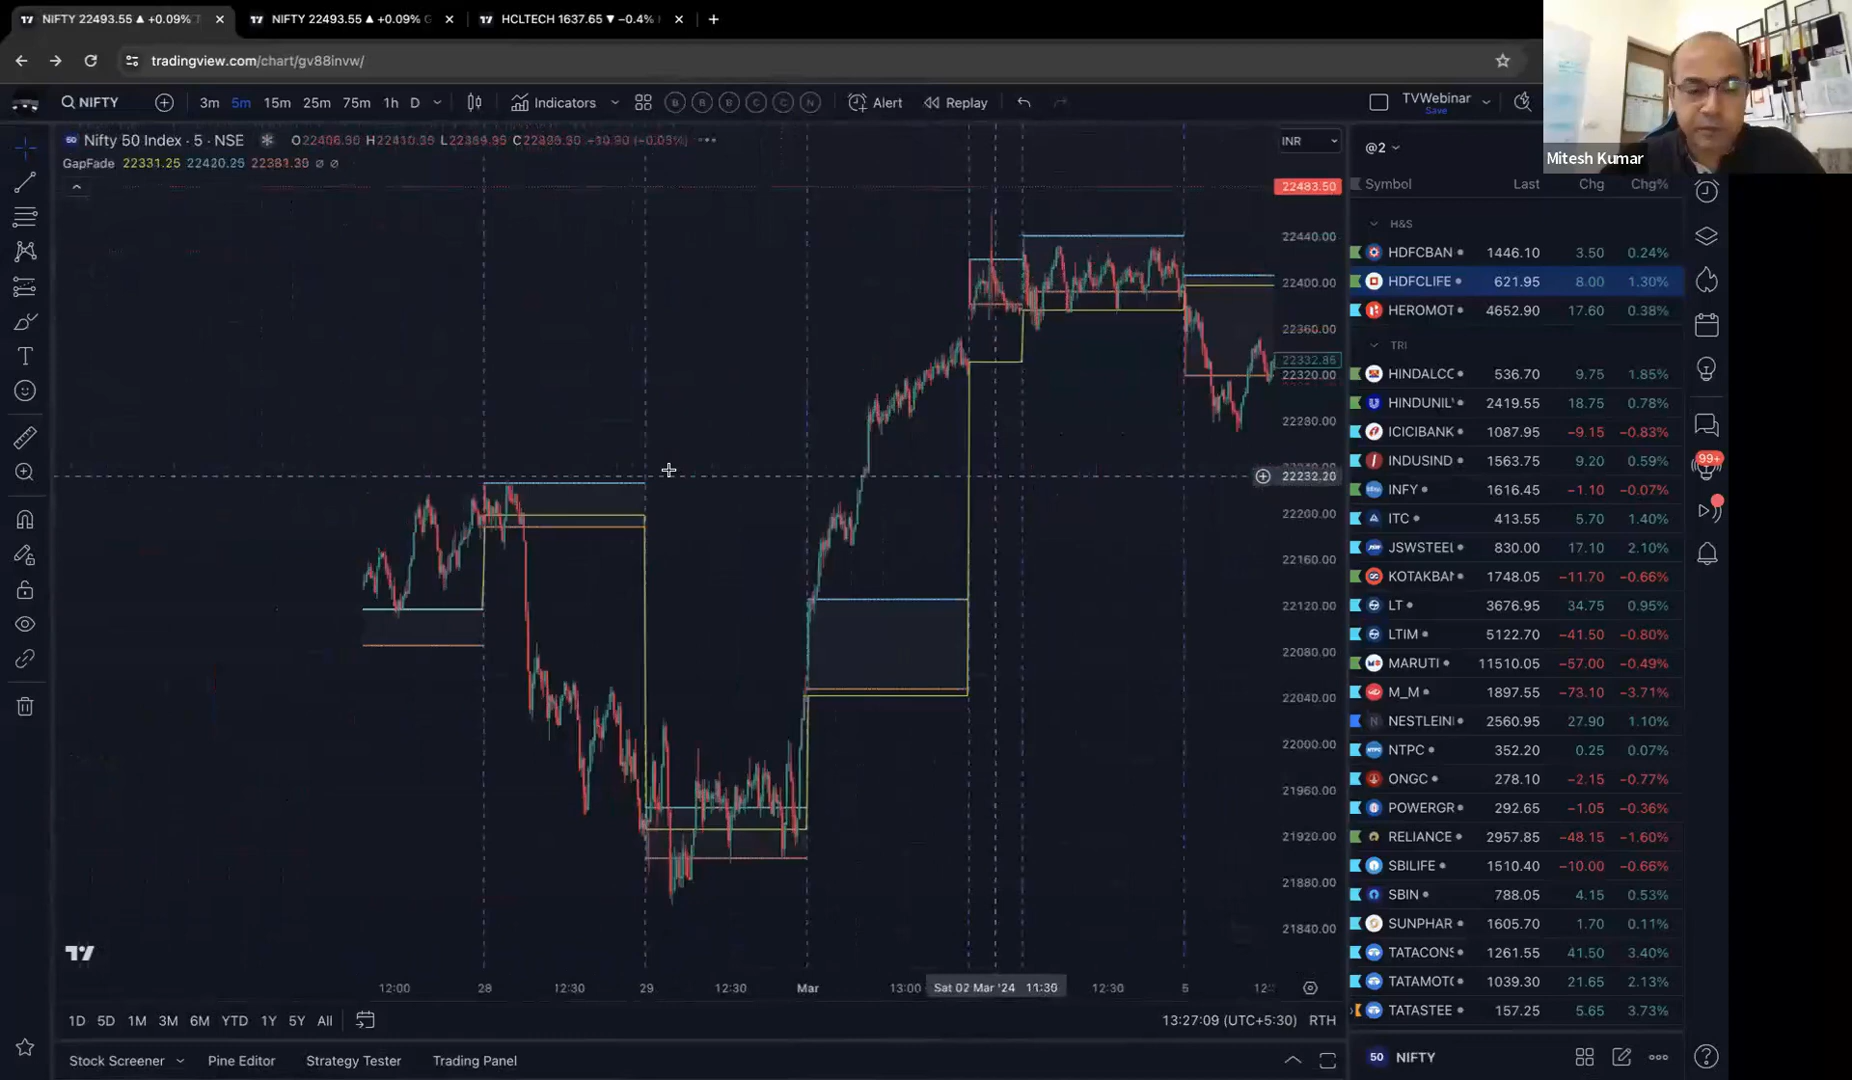 NIFTY 22493.55 ▲ +0.09%
NIFTY 22493.55 ▲ +0.09%
HCLTECH 1637.65 ▼ −0.4%
tradingview.com/chart/gv88invw/
NIFTY 3m 5m 15m 25m 75m 1h D Indicators Alert Replay TVWebinar Save
Mitesh Kumar
Nifty 50 Index · 5 · NSE
GapFade 22331.25 22420.25 22381.30
INR
22483.50
22440.00
22400.00
22360.00
22332.85
22320.00
22280.00
22232.20
22200.00
22160.00
22120.00
22080.00
22040.00
22000.00
21960.00
21920.00
21880.00
21840.00
12:00 28 12:30 29 12:30 Mar 13:00 Sat 02 Mar '24 11:30 12:30 5
1D 5D 1M 3M 6M YTD 1Y 5Y All
13:27:09 (UTC+5:30) RTH
Stock Screener Pine Editor Strategy Tester Trading Panel
@2
Symbol Last Chg Chg%
H&S
HDFCBAN 1446.10 3.50 0.24%
HDFCLIFE 621.95 8.00 1.30%
HEROMOT 4652.90 17.60 0.38%
TRI
HINDALCO 536.70 9.75 1.85%
HINDUNIL 2419.55 18.75 0.78%
ICICIBANK 1087.95 −9.15 −0.83%
INDUSIND 1563.75 9.20 0.59%
INFY 1616.45 −1.10 −0.07%
ITC 413.55 5.70 1.40%
JSWSTEEL 830.00 17.10 2.10%
KOTAKBAN 1748.05 −11.70 −0.66%
LT 3676.95 34.75 0.95%
LTIM 5122.70 −41.50 −0.80%
MARUTI 11510.05 −57.00 −0.49%
M_M 1897.55 −73.10 −3.71%
NESTLEIN 2560.95 27.90 1.10%
NTPC 352.20 0.25 0.07%
ONGC 278.10 −2.15 −0.77%
POWERGR 292.65 −1.05 −0.36%
RELIANCE 2957.85 −48.15 −1.60%
SBILIFE 1510.40 −10.00 −0.66%
SBIN 788.05 4.15 0.53%
SUNPHAR 1605.70 1.70 0.11%
TATACONS 1261.55 41.50 3.40%
TATAMOTO 1039.30 21.65 2.13%
TATASTEE 157.25 5.65 3.73%
50 NIFTY
99+